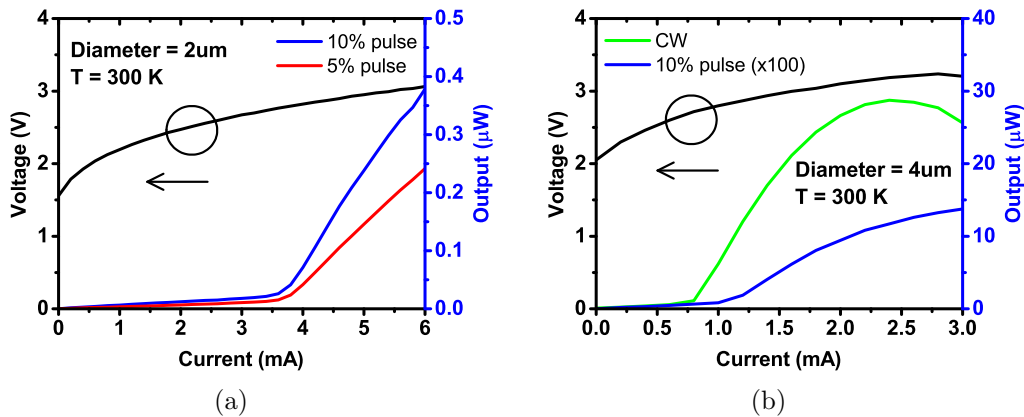 Diameter = 2um
T = 300 K
10% pulse
5% pulse
Voltage (V)
4
3
2
1
0
Output (µW)
0.5
0.4
0.3
0.2
0.1
0.0
0 1 2 3 4 5 6
Current (mA)
(a)
CW
10% pulse (x100)
Diameter = 4um
T = 300 K
Voltage (V)
4
3
2
1
0
Output (µW)
40
30
20
10
0
0.0 0.5 1.0 1.5 2.0 2.5 3.0
Current (mA)
(b)